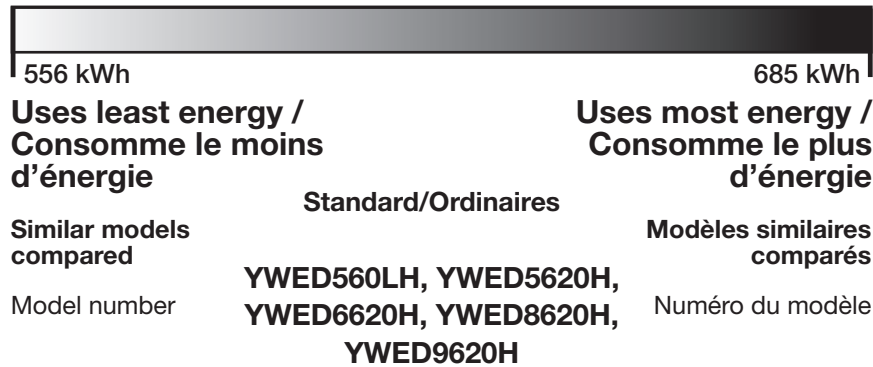 556 kWh
685 kWh
Uses least energy /
Consomme le moins
d’énergie
Uses most energy /
Consomme le plus
d’énergie
Standard/Ordinaires
Similar models
compared
Modèles similaires
comparés
Model number
YWED560LH, YWED5620H,
YWED6620H, YWED8620H,
YWED9620H
Numéro du modèle